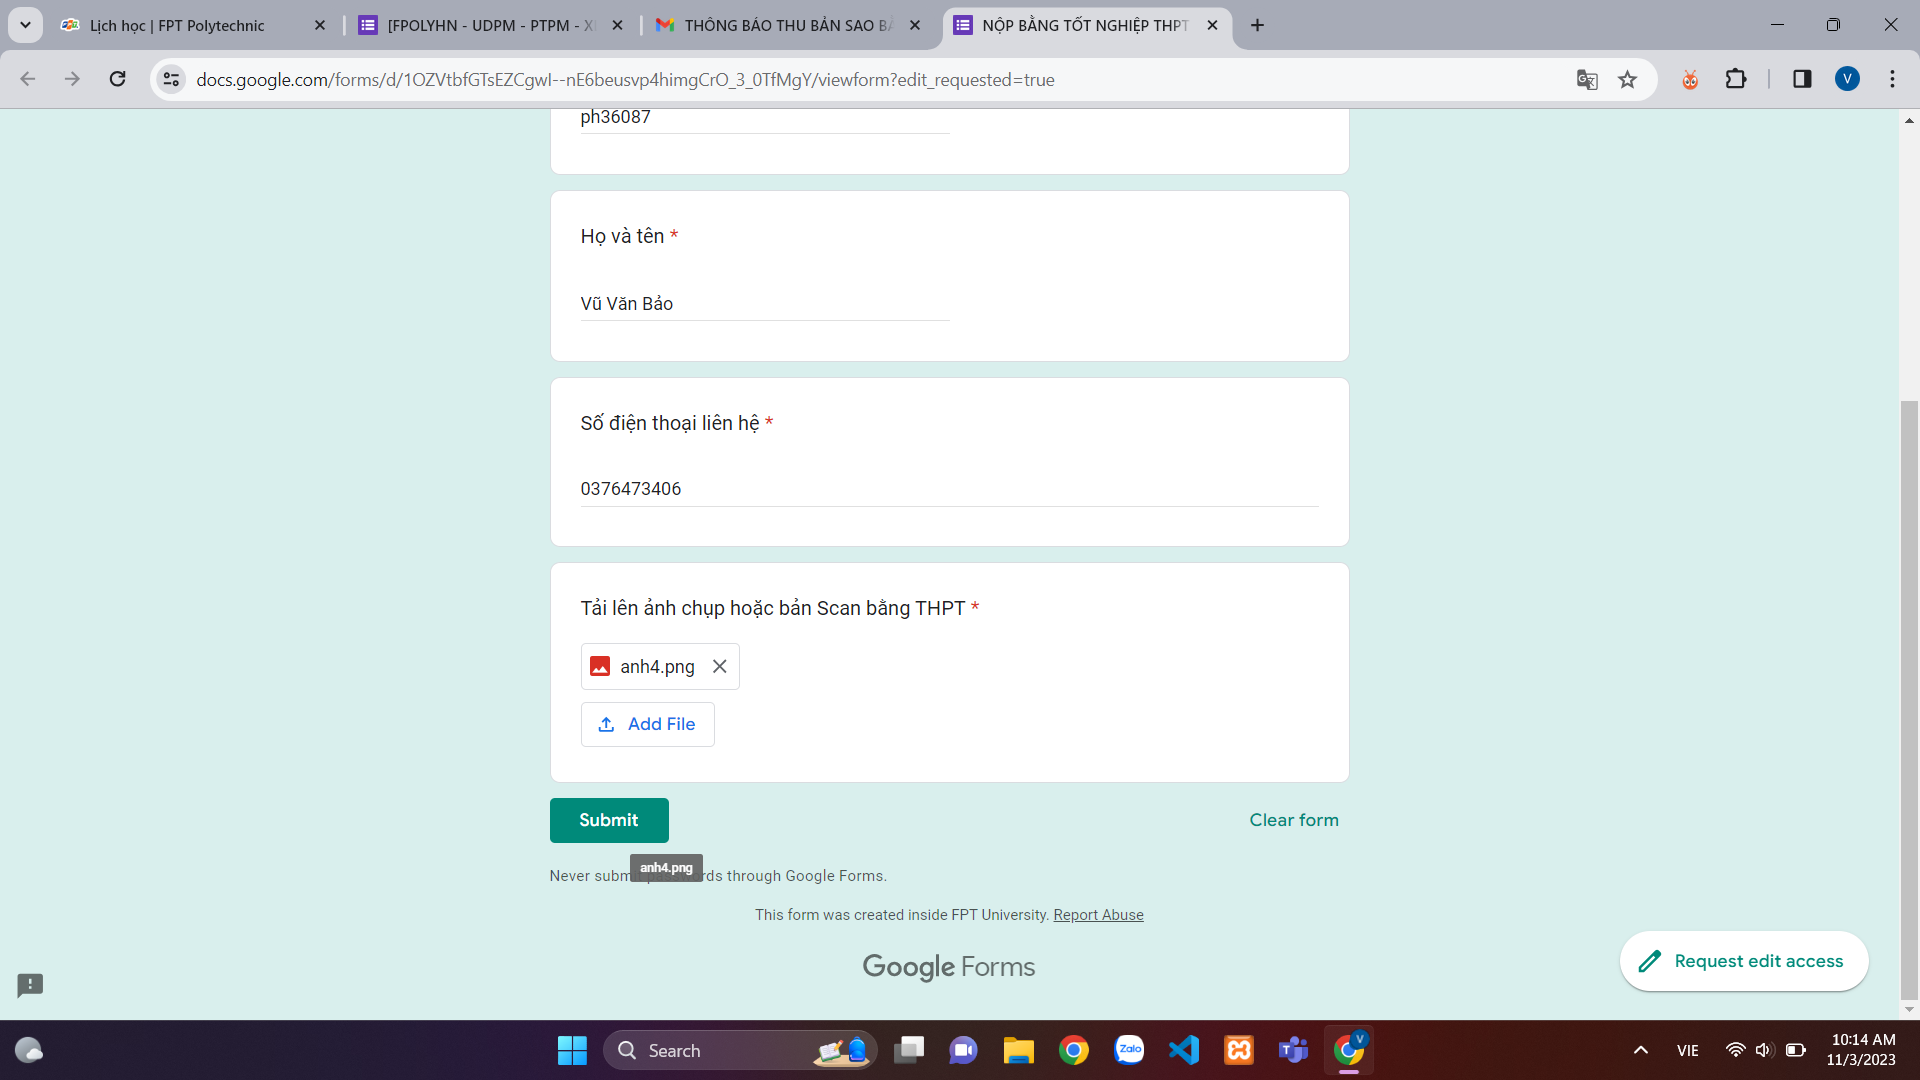 Lịch học | FPT Polytechnic
[FPOLYHN - UDPM - PTPM - X
THÔNG BÁO THU BẢN SAO B
NỘP BẰNG TỐT NGHIỆP THPT
docs.google.com/forms/d/1OZVtbfGTsEZCgwI--nE6beusvp4himgCrO_3_0TfMgY/viewform?edit_requested=true
V
ph36087
Họ và tên *
Vũ Văn Bảo
Số điện thoại liên hệ *
0376473406
Tải lên ảnh chụp hoặc bản Scan bằng THPT *
anh4.png
Add File
Submit
Clear form
anh4.png
Never submit passwords through Google Forms.
This form was created inside FPT University. Report Abuse
Google Forms
Request edit access
Search
Zalo
V
VIE
10:14 AM
11/3/2023